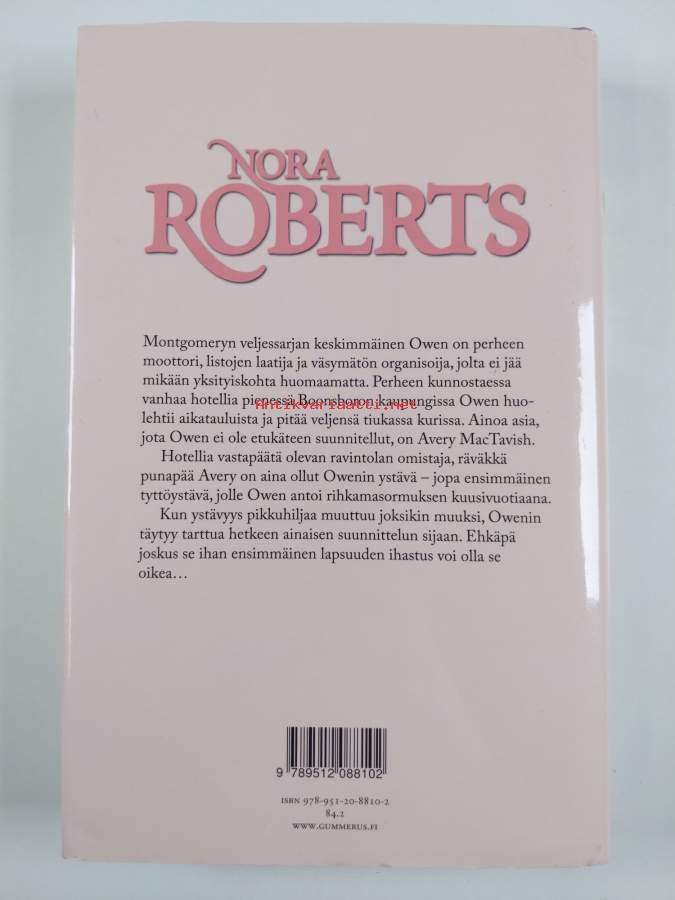 NORA
ROBERTS
Montgomeryn veljessarjan keskimmäinen Owen on perheen
moottori, listojen laatija ja väsymätön organisoija, jolta ei jää
mikään yksityiskohta huomaamatta. Perheen kunnostaessa
vanhaa hotellia pienessä Boonsboron kaupungissa Owen huo-
Antikvariaatti.net
lehtii aikatauluista ja pitää veljensä tiukassa kurissa. Ainoa asia,
jota Owen ei ole etukäteen suunnitellut, on Avery MacTavish.
Hotellia vastapäätä olevan ravintolan omistaja, räväkkä
punapää Avery on aina ollut Owenin ystävä – jopa ensimmäinen
tyttöystävä, jolle Owen antoi rihkamasormuksen kuusivuotiaana.
Kun ystävyys pikkuhiljaa muuttuu joksikin muuksi, Owenin
täytyy tarttua hetkeen ainaisen suunnittelun sijaan. Ehkäpä
joskus se ihan ensimmäinen lapsuuden ihastus voi olla se
oikea…
9 789512 088102
ISBN 978-951-20-8810-2
84.2
WWW.GUMMERUS.FI